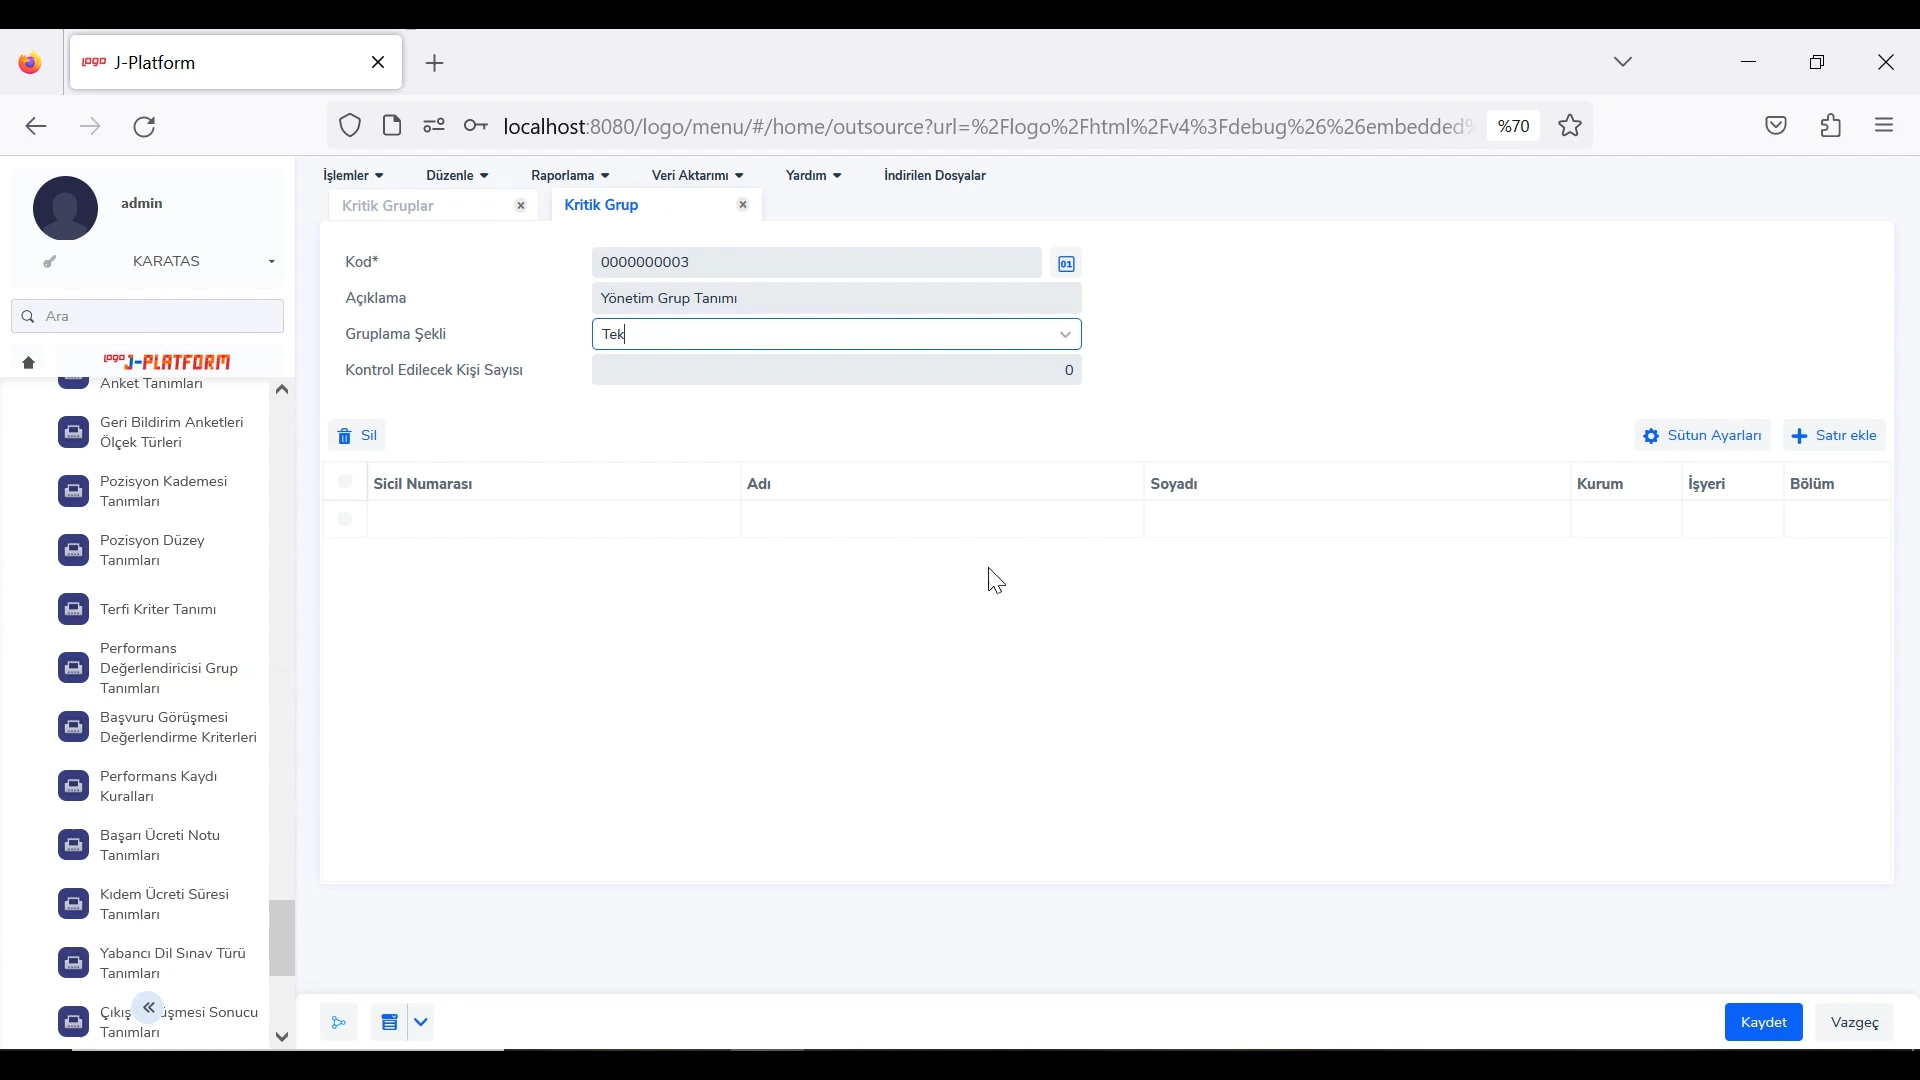 logo J-Platform
localhost:8080/logo/menu/#/home/outsource?url=%2Flogo%2Fhtml%2Fv4%3Fdebug%26%26embedded%
%70
admin
KARATAS
Ara
logo J-PLATFORM
Anket Tanımları
Geri Bildirim Anketleri
Ölçek Türleri
Pozisyon Kademesi
Tanımları
Pozisyon Düzey
Tanımları
Terfi Kriter Tanımı
Performans
Değerlendiricisi Grup
Tanımları
Başvuru Görüşmesi
Değerlendirme Kriterleri
Performans Kaydı
Kuralları
Başarı Ücreti Notu
Tanımları
Kıdem Ücreti Süresi
Tanımları
Yabancı Dil Sınav Türü
Tanımları
Çıkış üşmesi Sonucu
Tanımları
İşlemler Düzenle Raporlama Veri Aktarımı Yardım İndirilen Dosyalar
Kritik Gruplar Kritik Grup
Kod* 0000000003 01
Açıklama Yönetim Grup Tanımı
Gruplama Şekli Tek
Kontrol Edilecek Kişi Sayısı 0
Sil Sütun Ayarları Satır ekle
Sicil Numarası Adı Soyadı Kurum İşyeri Bölüm
Kaydet Vazgeç